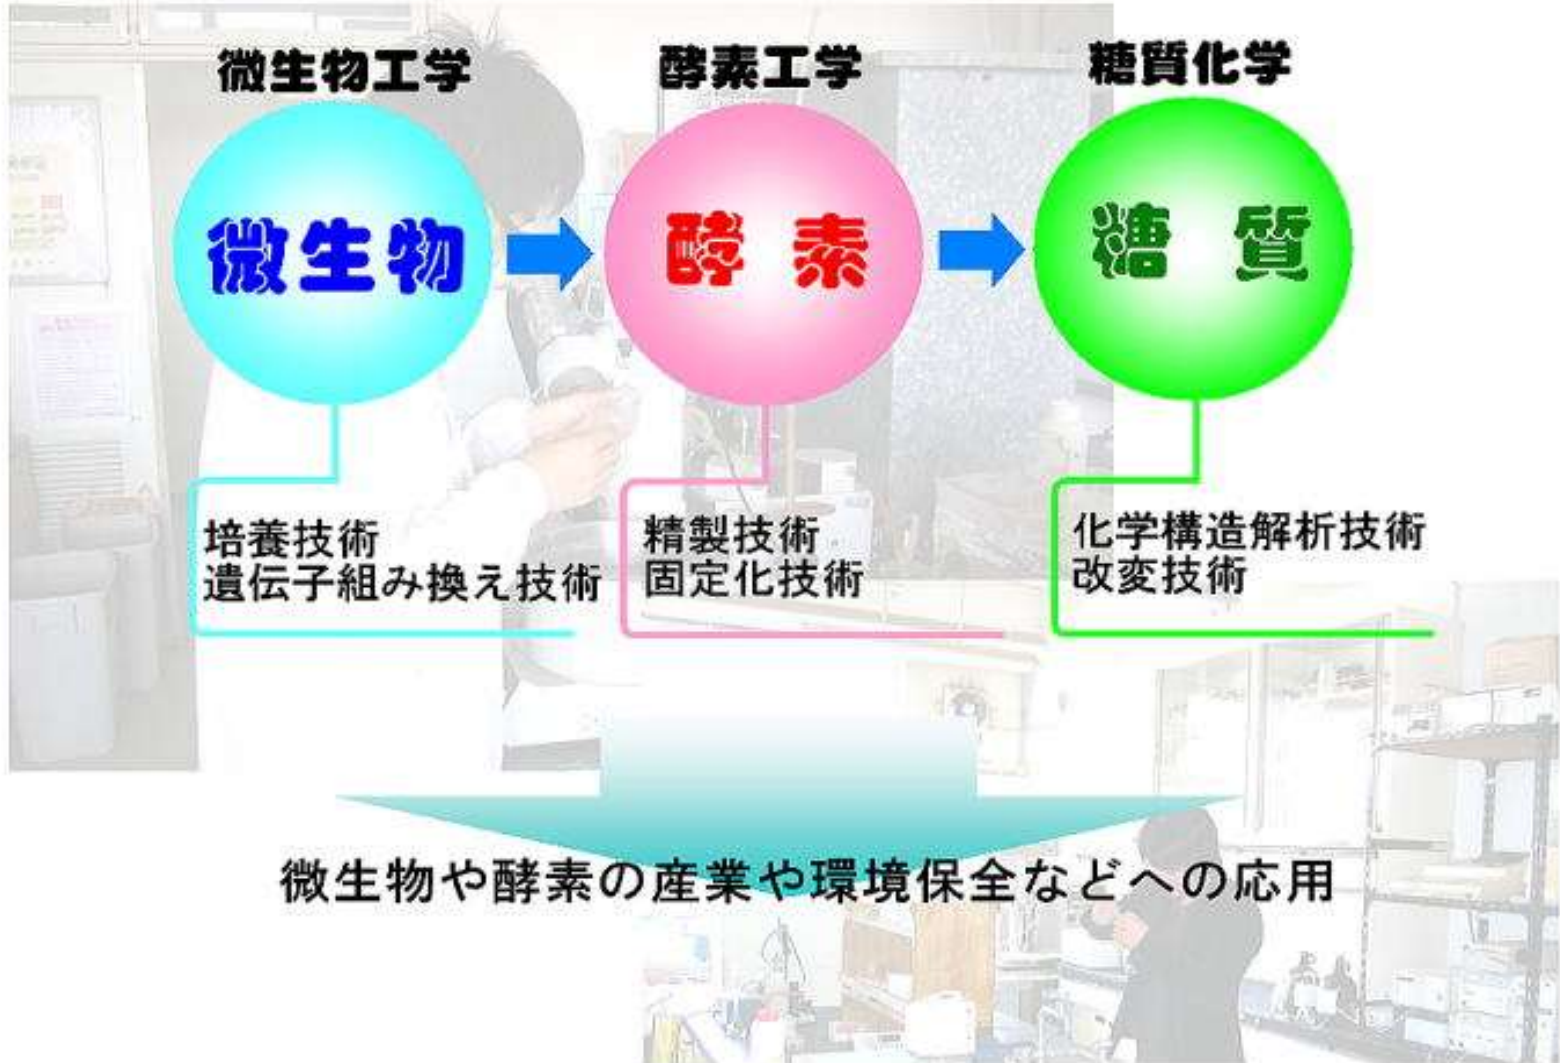 微生物工学
酵素工学
糖質化学
微生物
酵素
糖質
培養技術
遺伝子組み換え技術
精製技術
固定化技術
化学構造解析技術
改変技術
微生物や酵素の産業や環境保全などへの応用